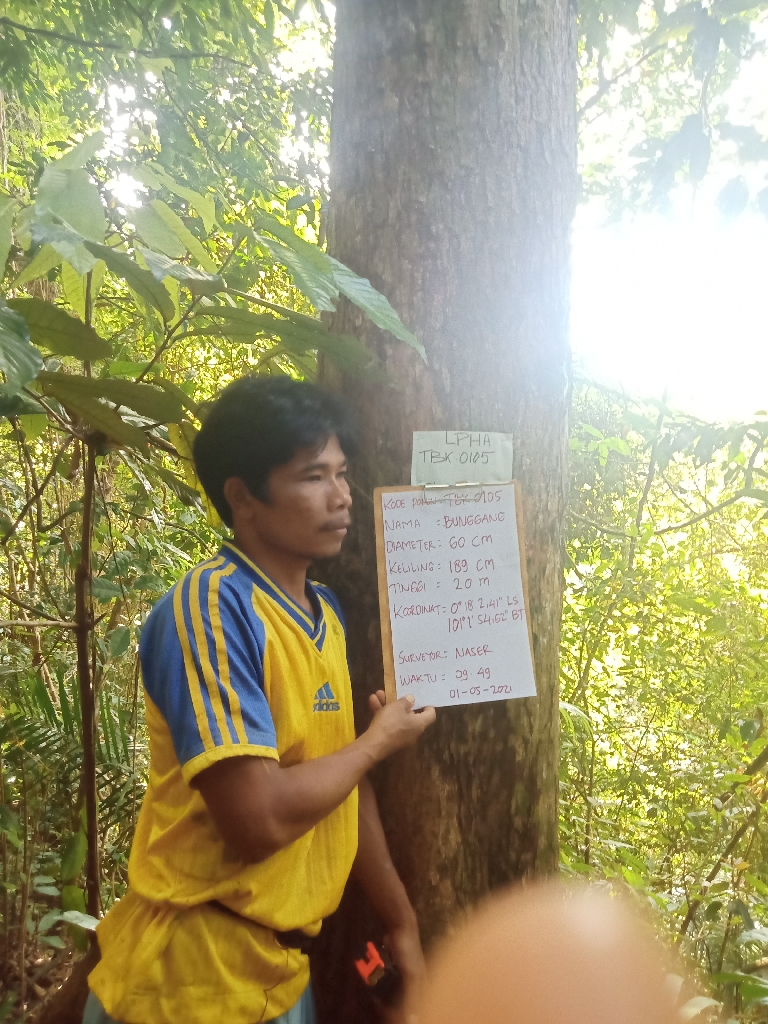 LPHA
TBK-0105
KODE POHON = TBK 0105
NAMA = BUNGGANG
DIAMETER = 60 CM
KELILING = 189 CM
TINGGI = 20 M
KOORDINAT = 0° 18' 2,41" LS
101° 1' 54,62" BT
SURVEYOR = NASER
WAKTU = 09.49
01-05-2021
adidas